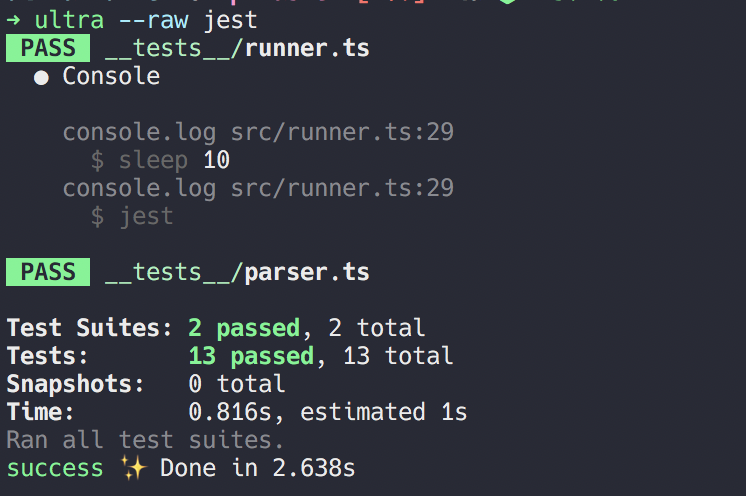 → ultra --raw jest
PASS __tests__/runner.ts
● Console
console.log src/runner.ts:29
$ sleep 10
console.log src/runner.ts:29
$ jest
PASS __tests__/parser.ts
Test Suites: 2 passed, 2 total
Tests: 13 passed, 13 total
Snapshots: 0 total
Time: 0.816s, estimated 1s
Ran all test suites.
success ✨ Done in 2.638s